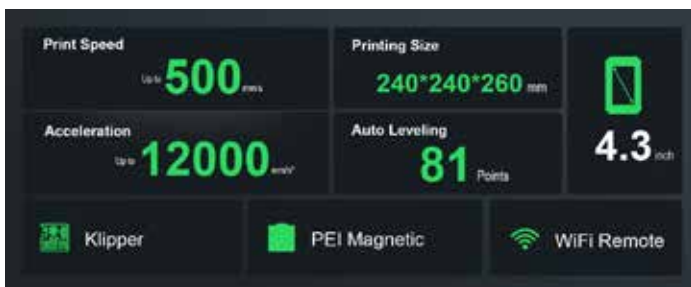 Print Speed
Up to 500 mm/s
Printing Size
240*240*260 mm
4.3 inch
Acceleration
Up to 12000 mm/s²
Auto Leveling
81 Points
Klipper
PEI Magnetic
WiFi Remote